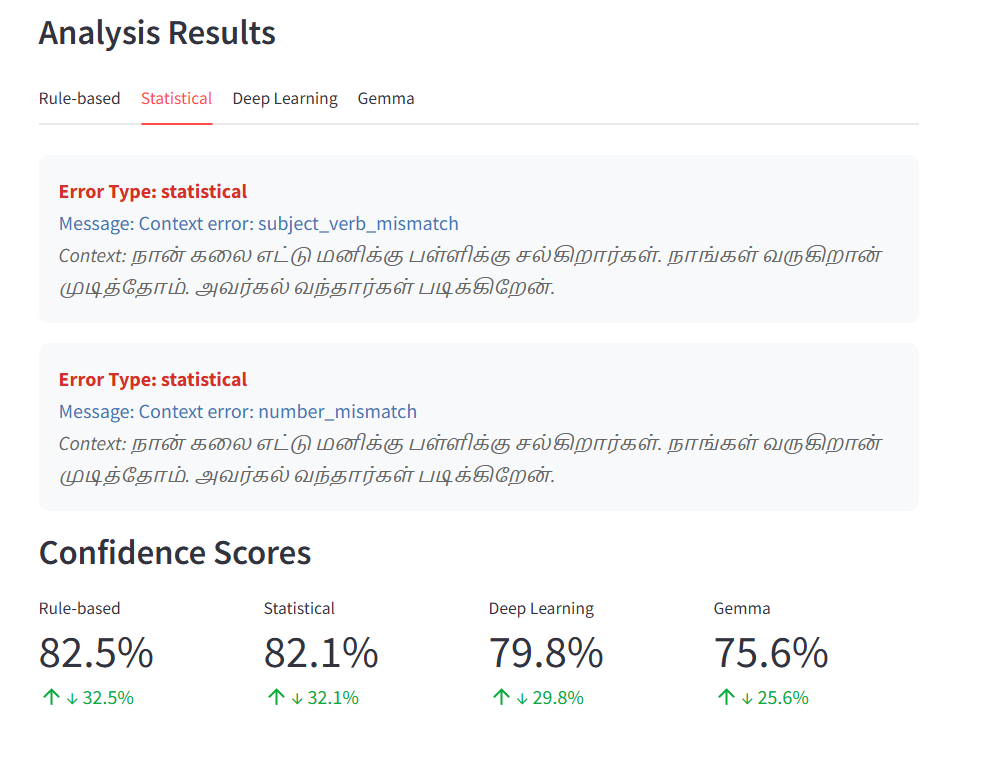 Analysis Results
Rule-based Statistical Deep Learning Gemma
Error Type: statistical
Message: Context error: subject_verb_mismatch
Context: நான் கலை எட்டு மனிக்கு பள்ளிக்கு சல்கிறார்கள். நாங்கள் வருகிறான்
முடித்தோம். அவர்கல் வந்தார்கள் படிக்கிறேன்.
Error Type: statistical
Message: Context error: number_mismatch
Context: நான் கலை எட்டு மனிக்கு பள்ளிக்கு சல்கிறார்கள். நாங்கள் வருகிறான்
முடித்தோம். அவர்கல் வந்தார்கள் படிக்கிறேன்.
Confidence Scores
Rule-based Statistical Deep Learning Gemma
82.5% 82.1% 79.8% 75.6%
↑ ↓ 32.5% ↑ ↓ 32.1% ↑ ↓ 29.8% ↑ ↓ 25.6%